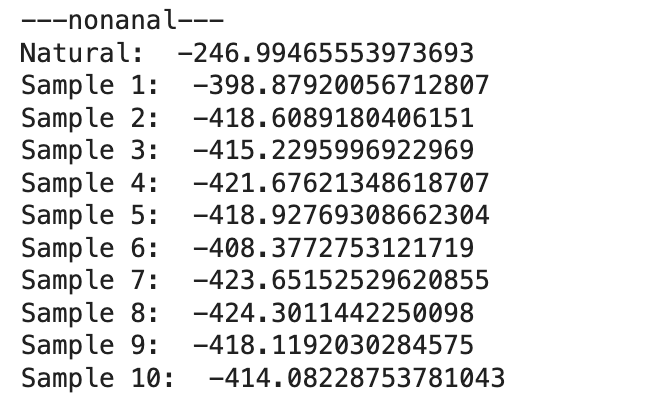 ---nonanal---
Natural:  -246.99465553973693
Sample 1:  -398.87920056712807
Sample 2:  -418.6089180406151
Sample 3:  -415.2295996922969
Sample 4:  -421.67621348618707
Sample 5:  -418.92769308662304
Sample 6:  -408.3772753121719
Sample 7:  -423.65152529620855
Sample 8:  -424.3011442250098
Sample 9:  -418.1192030284575
Sample 10:  -414.08228753781043